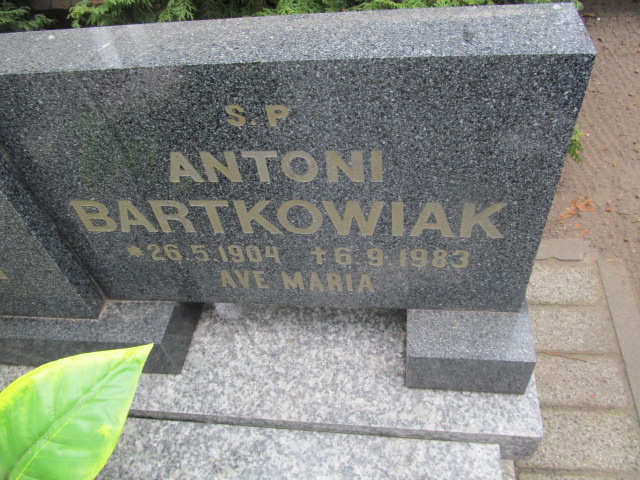 S.P
ANTONI
BARTKOWIAK
*26.5.1904 †6.9.1983
AVE MARIA